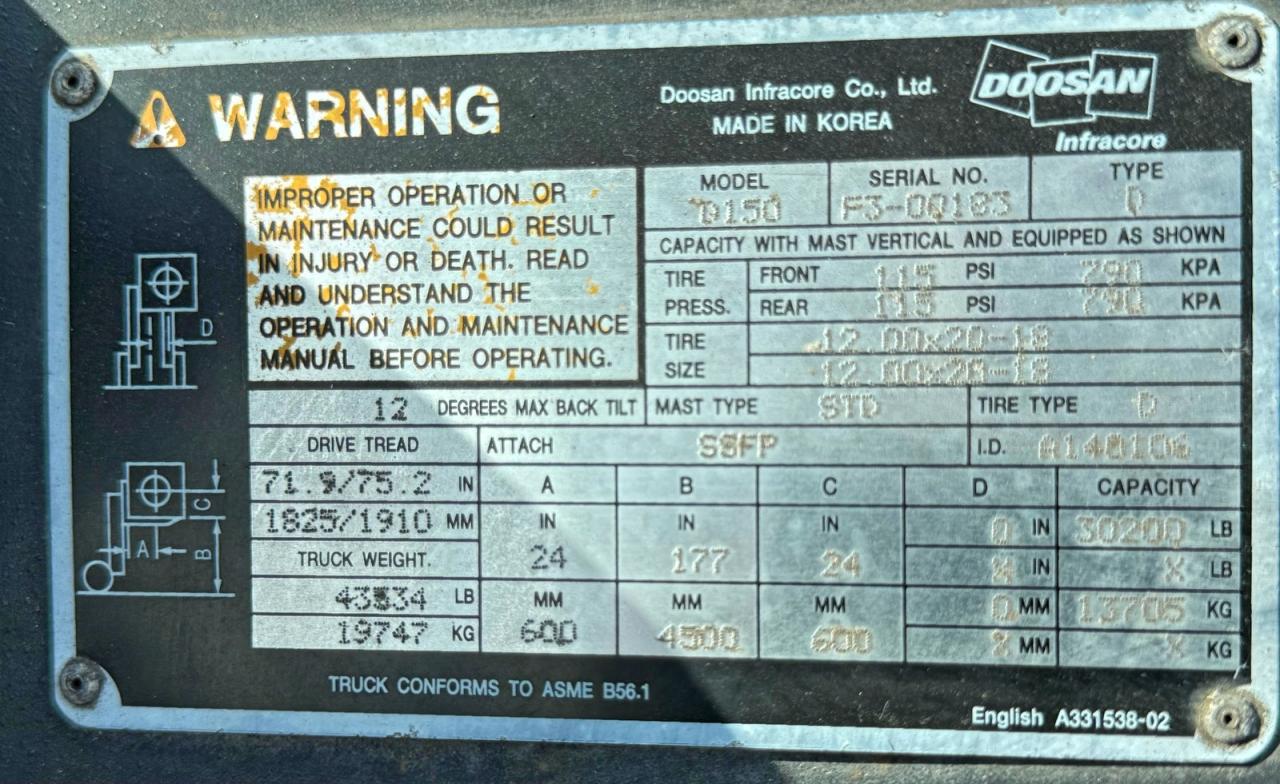 WARNING
Doosan Infracore Co., Ltd.
MADE IN KOREA
DOOSAN
Infracore
IMPROPER OPERATION OR
MAINTENANCE COULD RESULT
IN INJURY OR DEATH. READ
AND UNDERSTAND THE
OPERATION AND MAINTENANCE
MANUAL BEFORE OPERATING.
MODEL SERIAL NO. TYPE
D150 D
CAPACITY WITH MAST VERTICAL AND EQUIPPED AS SHOWN
TIRE PRESS. FRONT 115 PSI 790 KPA
REAR 115 PSI 790 KPA
TIRE SIZE 12.00x20-18
12.00x20-18
12 DEGREES MAX BACK TILT MAST TYPE STD TIRE TYPE D
DRIVE TREAD ATTACH SSFP I.D. A148106
71.9/75.2 IN A B C D CAPACITY
1825/1910 MM IN IN IN 0 IN 30200 LB
TRUCK WEIGHT. 24 177 24 X IN X LB
LB MM MM MM 0 MM 13705 KG
19747 KG 600 4500 600 X MM X KG
D
C
A
B
TRUCK CONFORMS TO ASME B56.1
English A331538-02